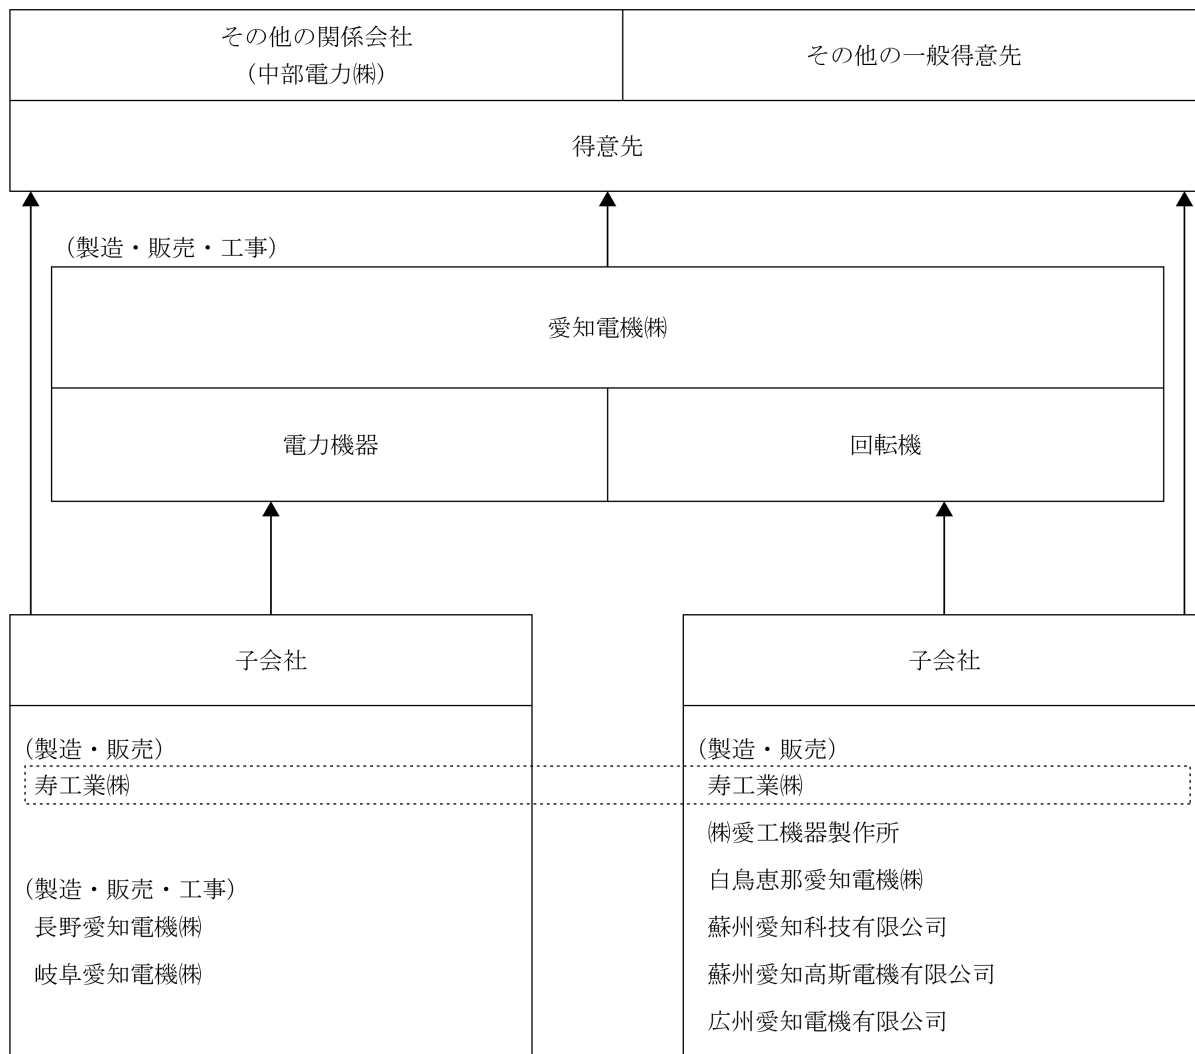 その他の関係会社
（中部電力㈱）
その他の一般得意先
得意先
（製造・販売・工事）
愛知電機㈱
電力機器
回転機
子会社
（製造・販売）
寿工業㈱
（製造・販売・工事）
長野愛知電機㈱
岐阜愛知電機㈱
子会社
（製造・販売）
寿工業㈱
㈱愛工機器製作所
白鳥恵那愛知電機㈱
蘇州愛知科技有限公司
蘇州愛知高斯電機有限公司
広州愛知電機有限公司